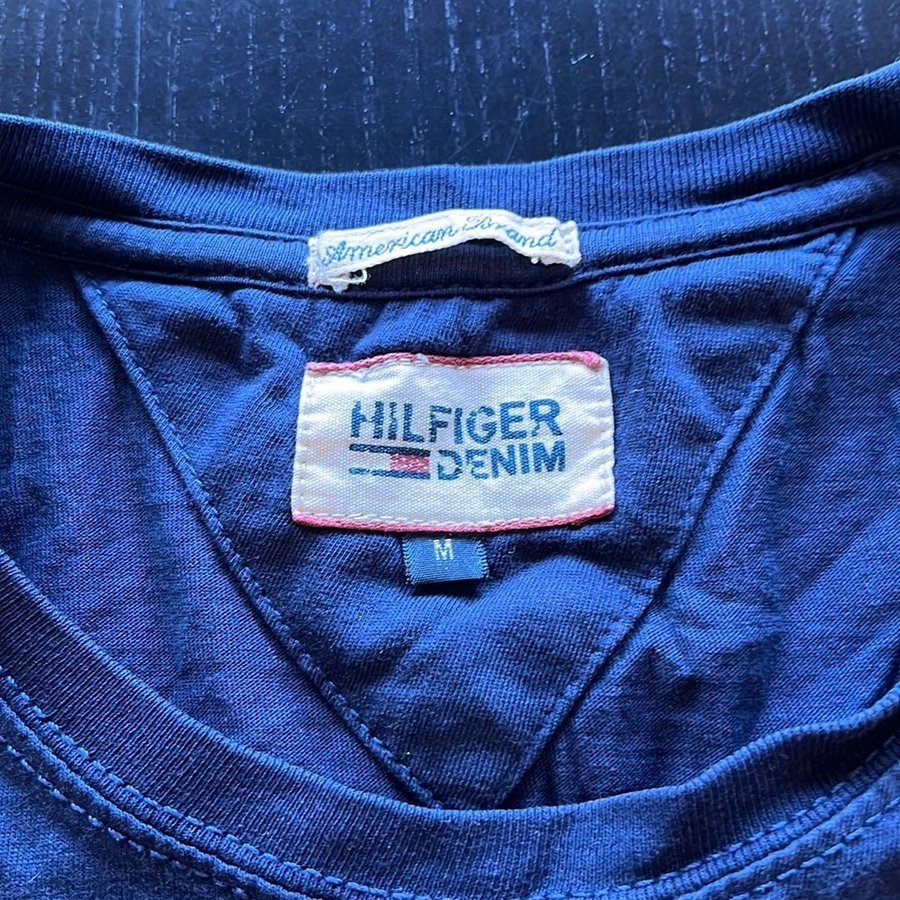 American Brand
HILFIGER
DENIM
M